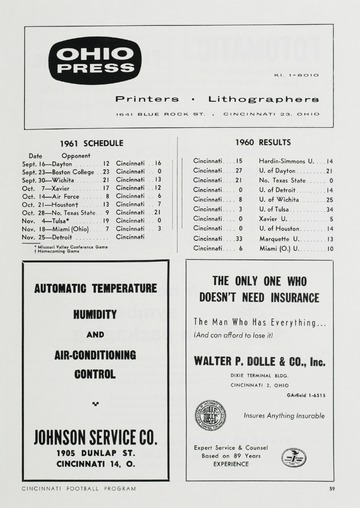 OHIO
PRESS
KI. 1-8010
Printers • Lithographers
1641 BLUE ROCK ST. , CINCINNATI 23, OHIO
1961 SCHEDULE
Date Opponent
Sept. 16—Dayton 12 Cincinnati 16
Sept. 23—Boston College 23 Cincinnati 0
Sept. 30—Wichita 21 Cincinnati 13
Oct. 7—Xavier 17 Cincinnati 12
Oct. 14—Air Force 8 Cincinnati 6
Oct. 21—Houston† 13 Cincinnati 7
Oct. 28—No. Texas State 9 Cincinnati 21
Nov. 4—Tulsa* 19 Cincinnati 0
Nov. 18—Miami (Ohio) 7 Cincinnati 3
Nov. 25—Detroit Cincinnati
* Missouri Valley Conference Game
† Homecoming Game
1960 RESULTS
Cincinnati 15 Hardin-Simmons U. 14
Cincinnati 27 U. of Dayton 21
Cincinnati 21 No. Texas State 0
Cincinnati 0 U. of Detroit 14
Cincinnati 8 U. of Wichita 25
Cincinnati 3 U. of Tulsa 34
Cincinnati 0 Xavier U. 5
Cincinnati 0 U. of Houston 14
Cincinnati 33 Marquette U. 13
Cincinnati 6 Miami (O.) U. 10
AUTOMATIC TEMPERATURE
HUMIDITY
AND
AIR-CONDITIONING
CONTROL
JOHNSON SERVICE CO.
1905 DUNLAP ST.
CINCINNATI 14, O.
THE ONLY ONE WHO
DOESN'T NEED INSURANCE
The Man Who Has Everything...
(And can afford to lose it)
WALTER P. DOLLE & CO., Inc.
DIXIE TERMINAL BLDG.
CINCINNATI 2, OHIO
GArfield 1-6515
Insures Anything Insurable
Expert Service & Counsel
Based on 89 Years
EXPERIENCE
CINCINNATI FOOTBALL PROGRAM
59